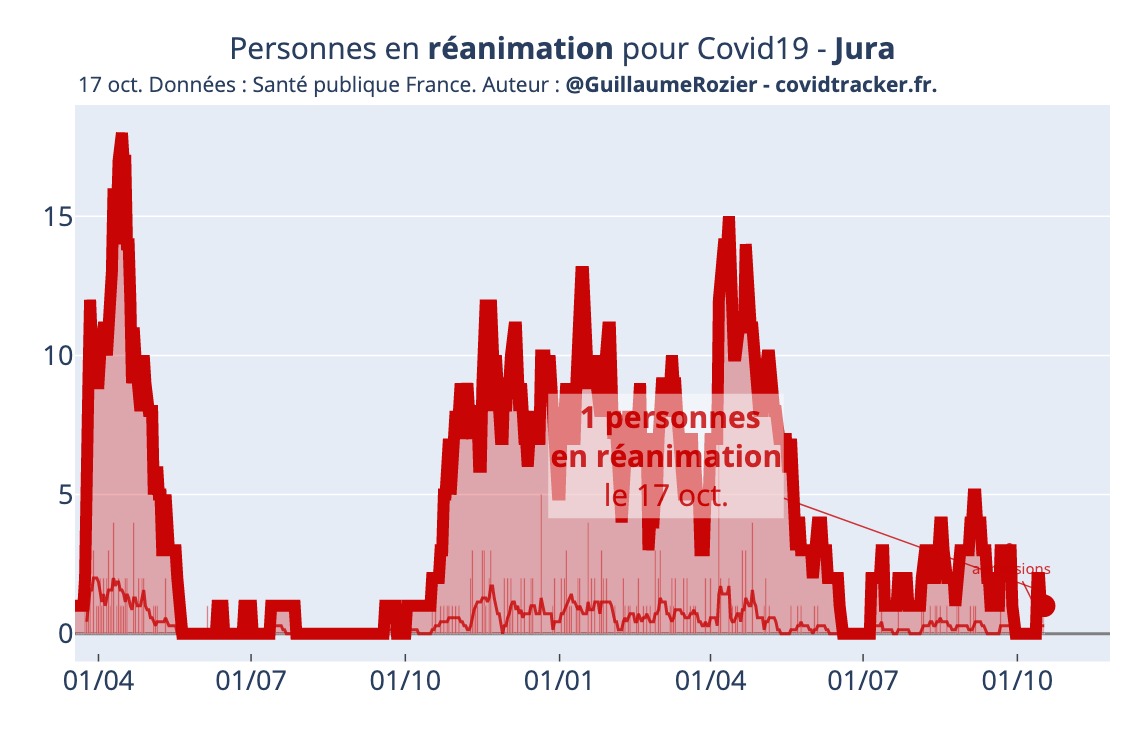 Personnes en réanimation pour Covid19 - Jura
17 oct. Données : Santé publique France. Auteur : @GuillaumeRozier - covidtracker.fr.
15
10
5
0
1 personnes
en réanimation
le 17 oct.
admissions
01/04
01/07
01/10
01/01
01/04
01/07
01/10